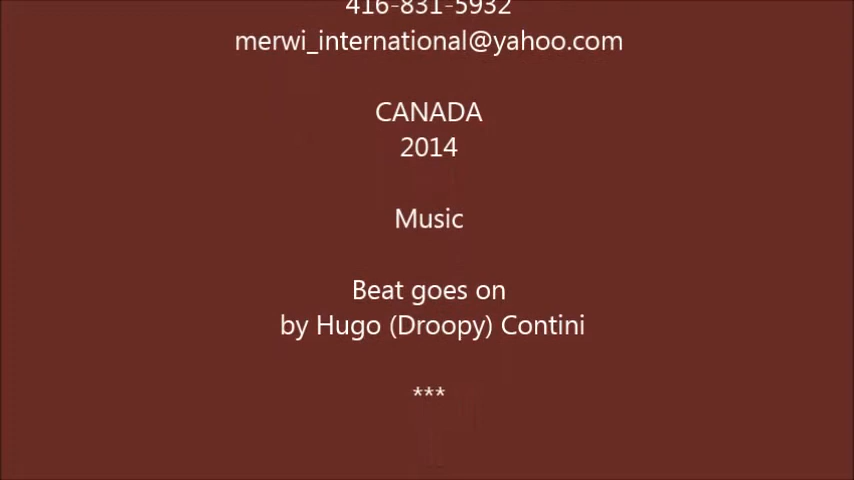 416-831-5932
merwi_international@yahoo.com
CANADA
2014
Music
Beat goes on
by Hugo (Droopy) Contini
***